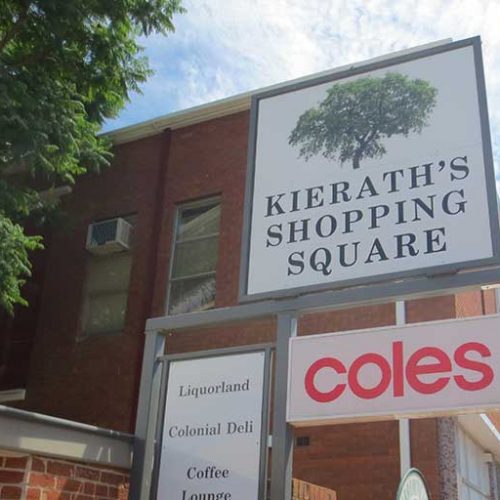 KIERATH'S
SHOPPING
SQUARE
coles
Liquorland
Colonial Deli
Coffee
Lounge